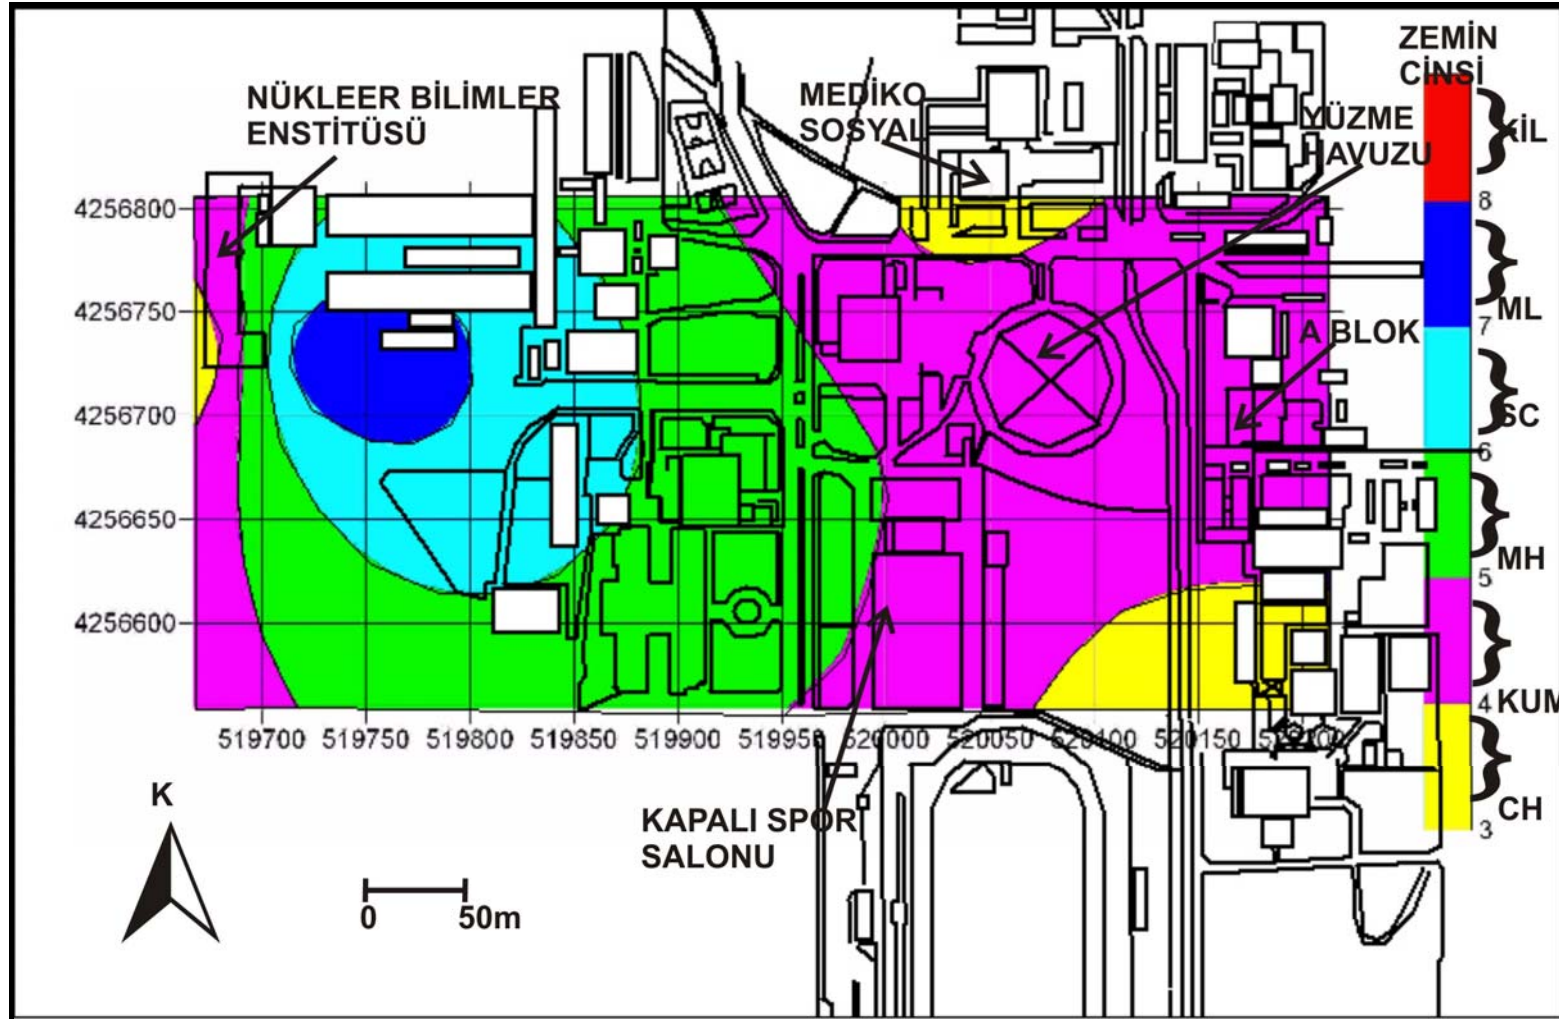 ZEMİN
CİNSİ
NÜKLEER BİLİMLER
ENSTİTÜSÜ
MEDİKO
SOSYAL
YÜZME
HAVUZU
KİL
8
4256800
ML
7
4256750
A BLOK
SC
6
4256700
MH
5
4256650
KUM
4
4256600
CH
3
519700 519750 519800 519850 519900 519950 520000 520050 520100 520150
KAPALI SPOR
SALONU
K
0 50m